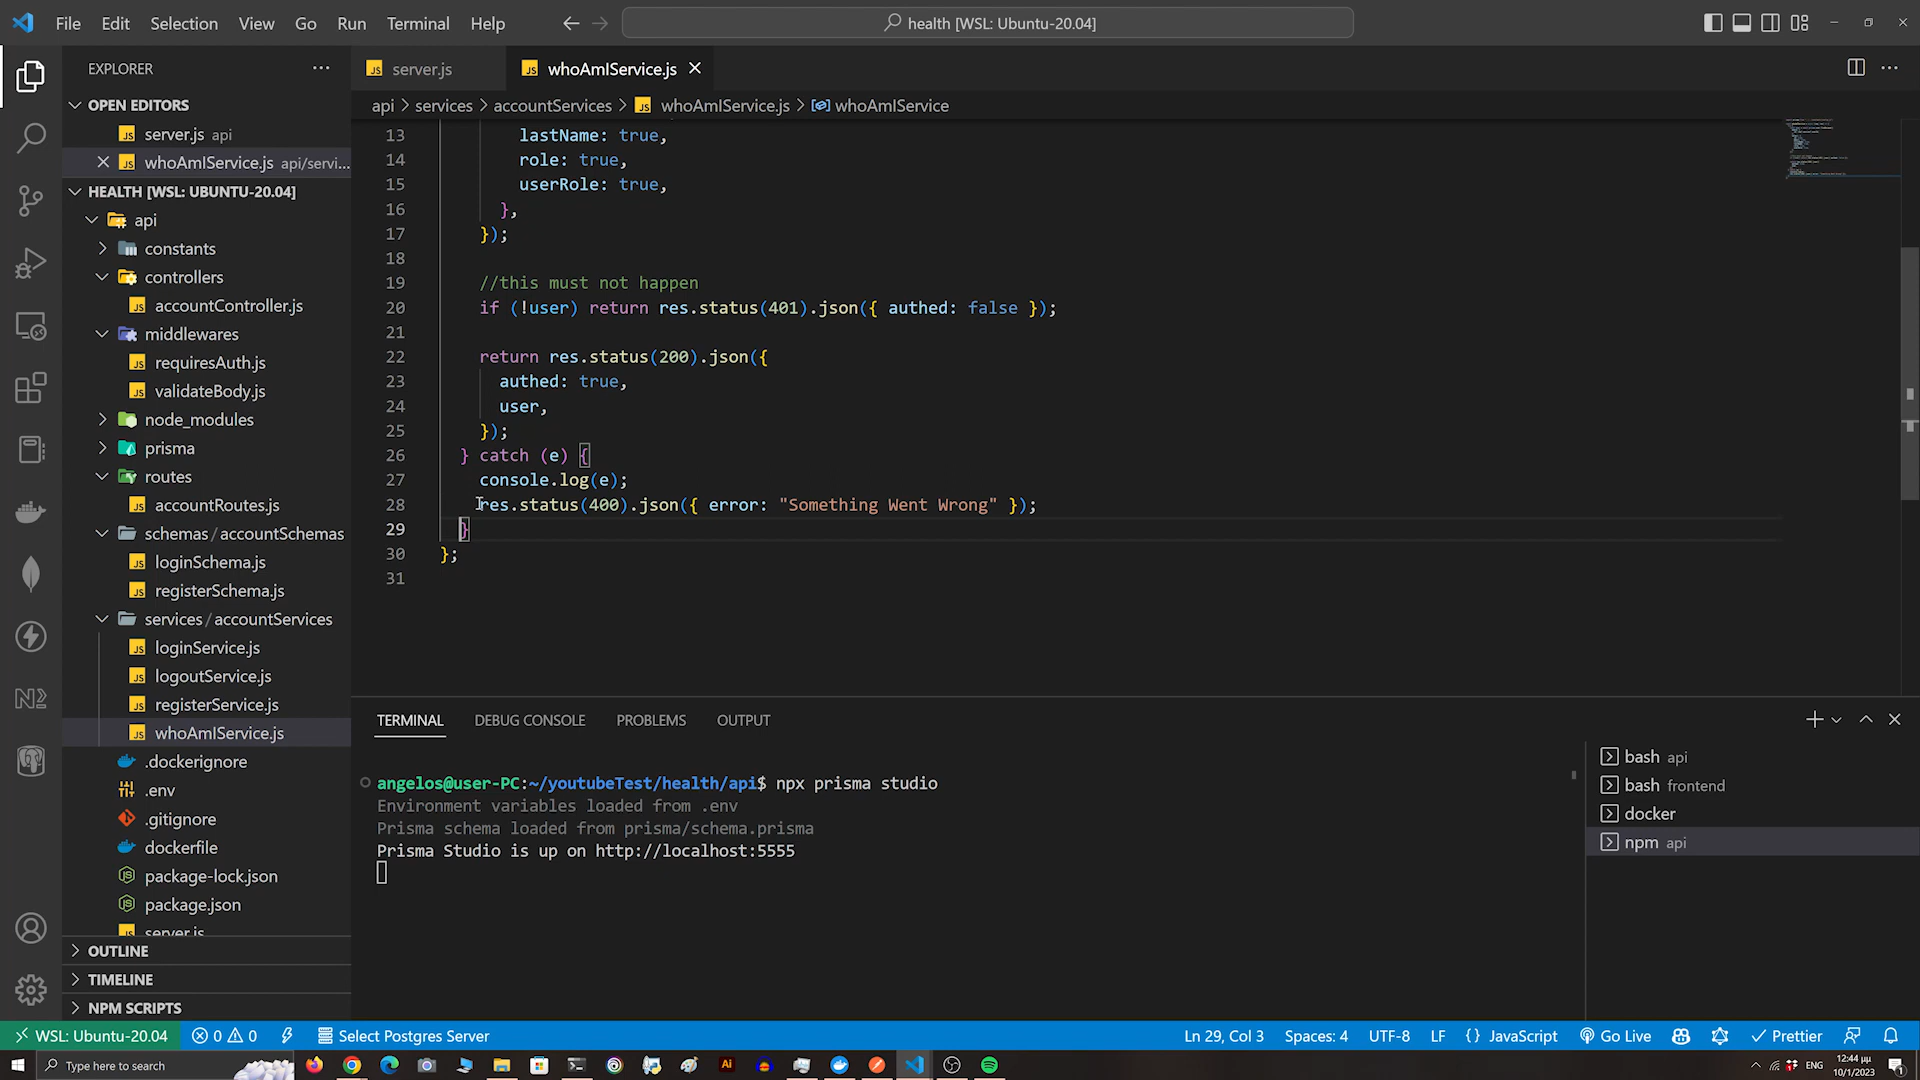 File Edit Selection View Go Run Terminal Help
health [WSL: Ubuntu-20.04]
EXPLORER
OPEN EDITORS
server.js api
whoAmIService.js api/servi...
HEALTH [WSL: UBUNTU-20.04]
api
constants
controllers
accountController.js
middlewares
requiresAuth.js
validateBody.js
node_modules
prisma
routes
accountRoutes.js
schemas / accountSchemas
loginSchema.js
registerSchema.js
services / accountServices
loginService.js
logoutService.js
registerService.js
whoAmIService.js
.dockerignore
.env
.gitignore
dockerfile
package-lock.json
package.json
server.js
OUTLINE
TIMELINE
NPM SCRIPTS
server.js
whoAmIService.js
api > services > accountServices > whoAmIService.js > whoAmIService
13 lastName: true,
14 role: true,
15 userRole: true,
16 },
17 });
18
19 //this must not happen
20 if (!user) return res.status(401).json({ authed: false });
21
22 return res.status(200).json({
23 authed: true,
24 user,
25 });
26 } catch (e) {
27 console.log(e);
28 res.status(400).json({ error: "Something Went Wrong" });
29 }
30 };
31
TERMINAL DEBUG CONSOLE PROBLEMS OUTPUT
angelos@user-PC:~/youtubeTest/health/api$ npx prisma studio
Environment variables loaded from .env
Prisma schema loaded from prisma/schema.prisma
Prisma Studio is up on http://localhost:5555
bash api
bash frontend
docker
npm api
WSL: Ubuntu-20.04 0 0 Select Postgres Server Ln 29, Col 3 Spaces: 4 UTF-8 LF {} JavaScript Go Live Prettier
Type here to search
Ai
ENG
12:44 μμ
10/1/2023
1